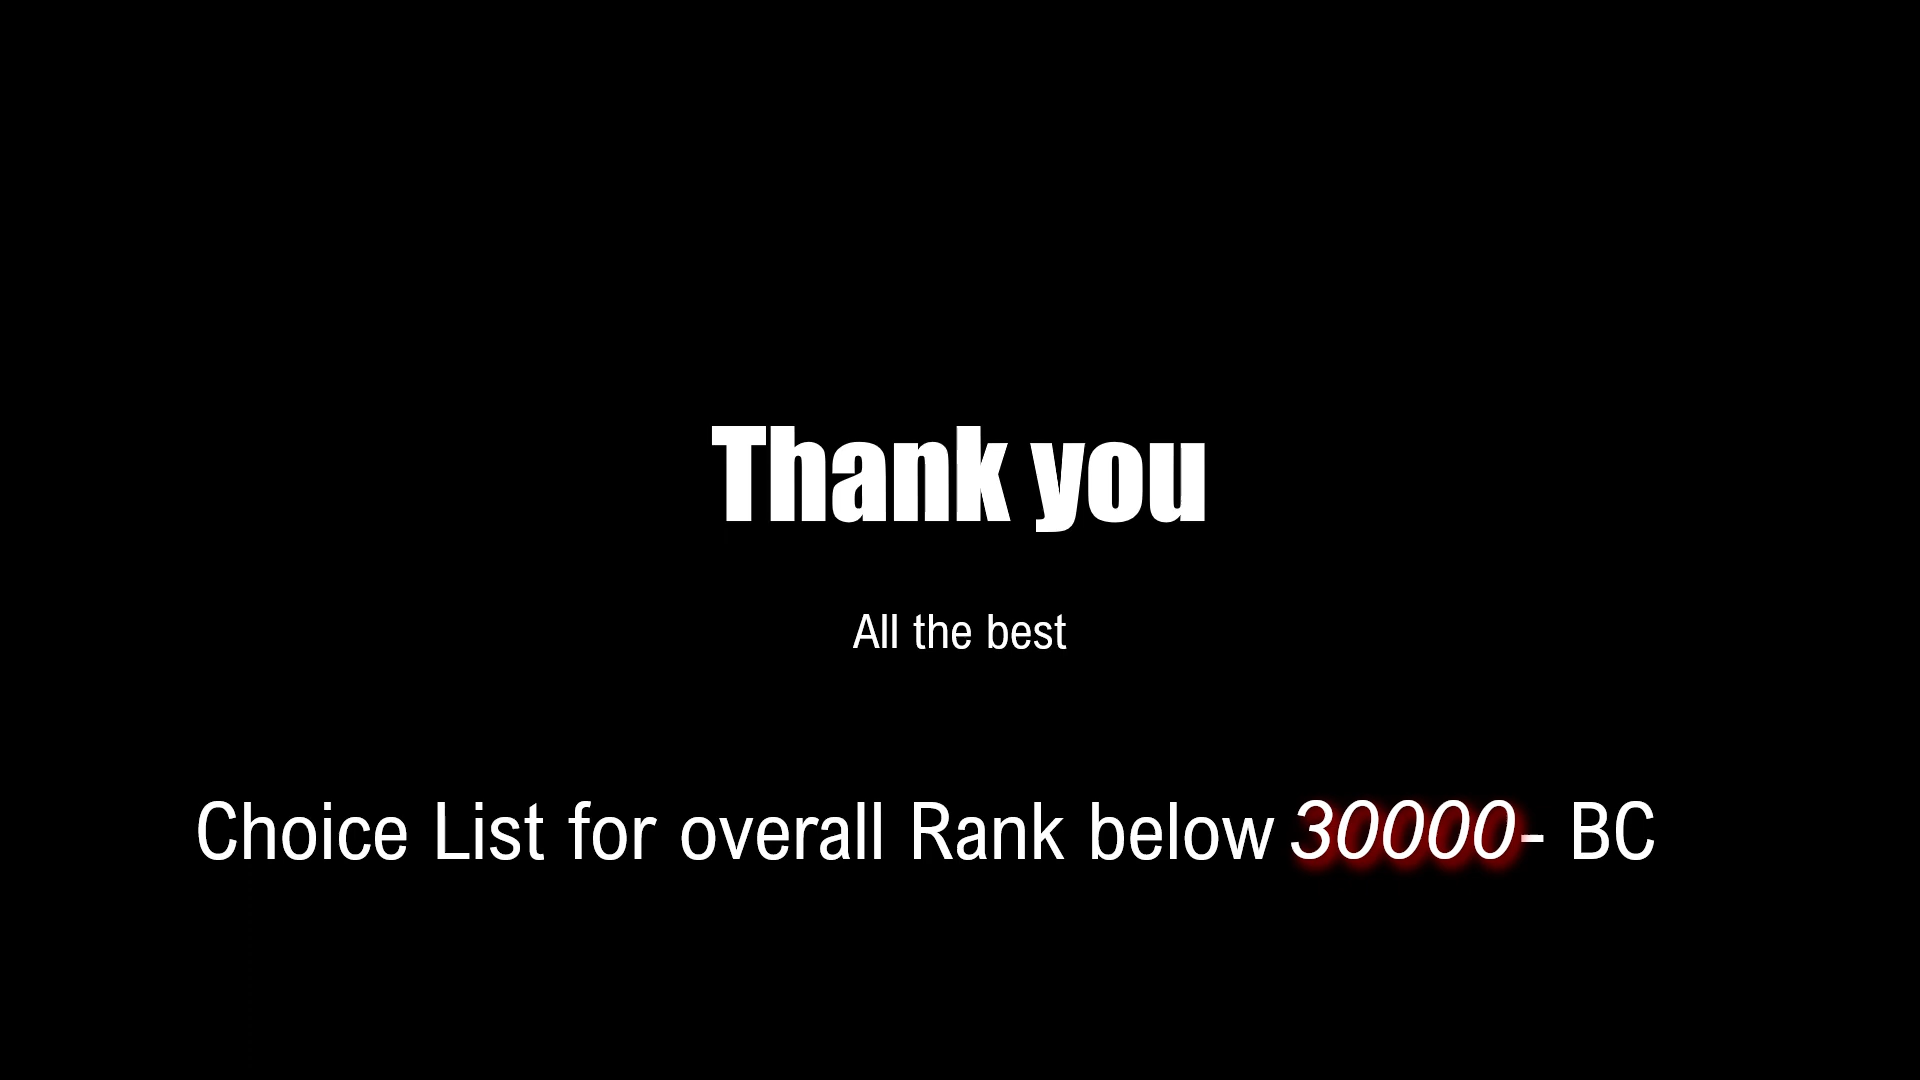 Thank you
All the best
Choice List for overall Rank below 30000- BC